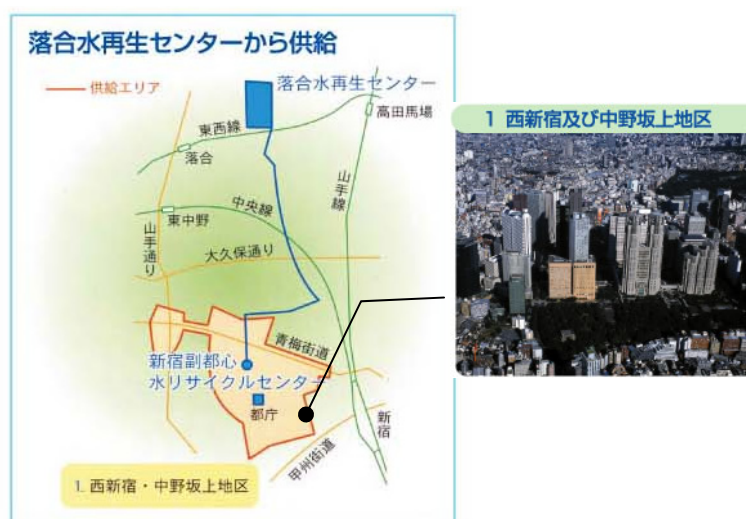 落合水再生センターから供給
供給エリア
落合水再生センター
高田馬場
東西線
落合
山手線
中央線
東中野
山手通り
大久保通り
青梅街道
新宿副都心
水リサイクルセンター
都庁
新宿
甲州街道
1. 西新宿・中野坂上地区
1 西新宿及び中野坂上地区